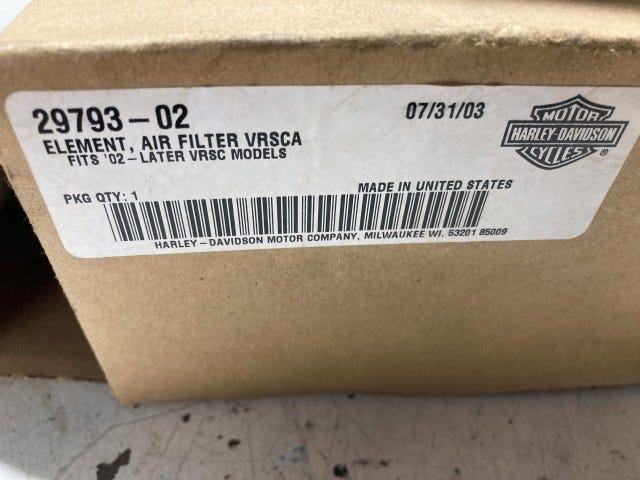 29793-02 07/31/03
ELEMENT, AIR FILTER VRSCA
FITS '02-LATER VRSC MODELS
MOTOR
HARLEY-DAVIDSON
CYCLES
PKG QTY: 1 MADE IN UNITED STATES
HARLEY-DAVIDSON MOTOR COMPANY, MILWAUKEE WI. 53201 85009